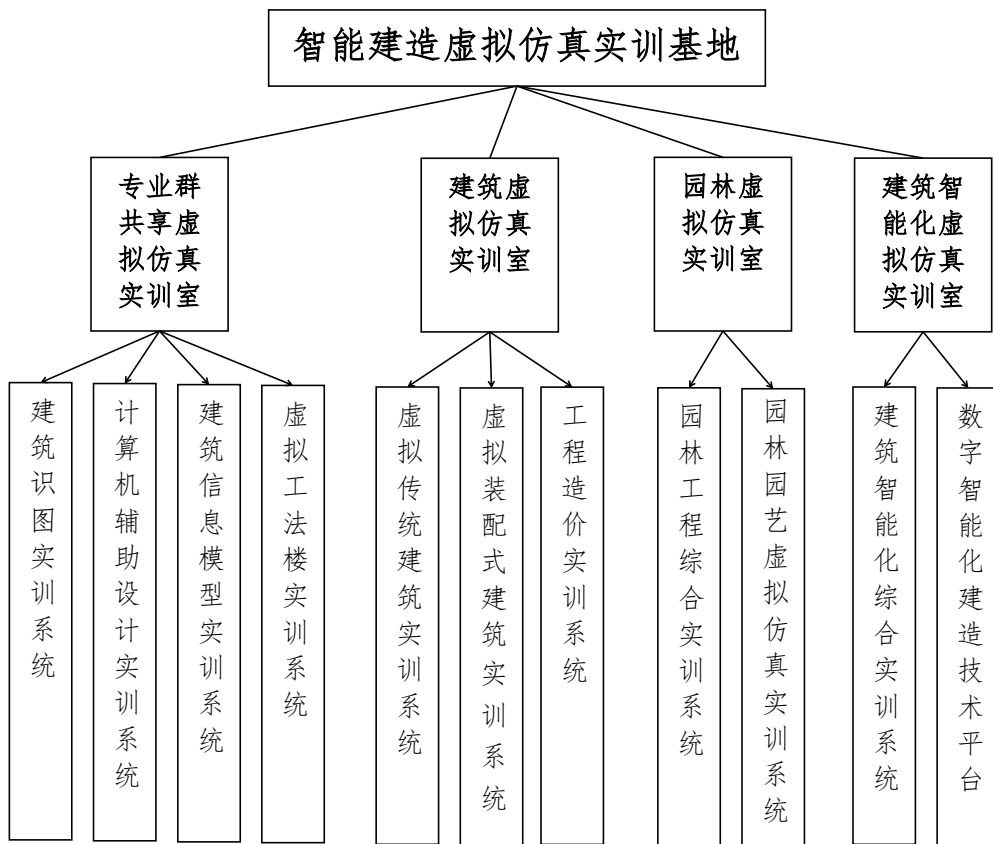 智能建造虚拟仿真实训基地
专业群
共享虚
拟仿真
实训室
建筑虚
拟仿真
实训室
园林虚
拟仿真
实训室
建筑智
能化虚
拟仿真
实训室
建筑识图实训系统
计算机辅助设计实训系统
建筑信息模型实训系统
虚拟工法楼实训系统
虚拟传统建筑实训系统
虚拟装配式建筑实训系统
工程造价实训系统
园林工程综合实训系统
园林园艺虚拟仿真实训系统
建筑智能化综合实训系统
数字智能化建造技术平台